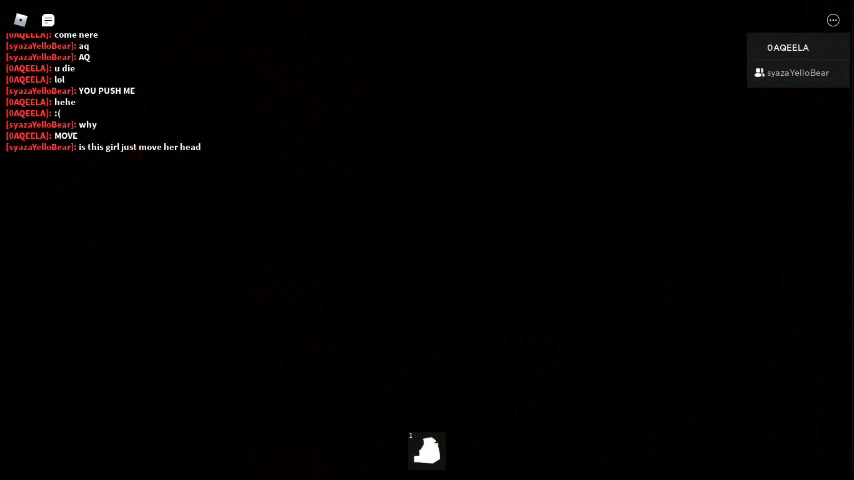 [0AQEELA]: come here
[syazaYelloBear]: aq
[syazaYelloBear]: AQ
[0AQEELA]: u die
[0AQEELA]: lol
[syazaYelloBear]: YOU PUSH ME
[0AQEELA]: hehe
[0AQEELA]: :(
[syazaYelloBear]: why
[0AQEELA]: MOVE
[syazaYelloBear]: is this girl just move her head
0AQEELA
syazaYelloBear
1